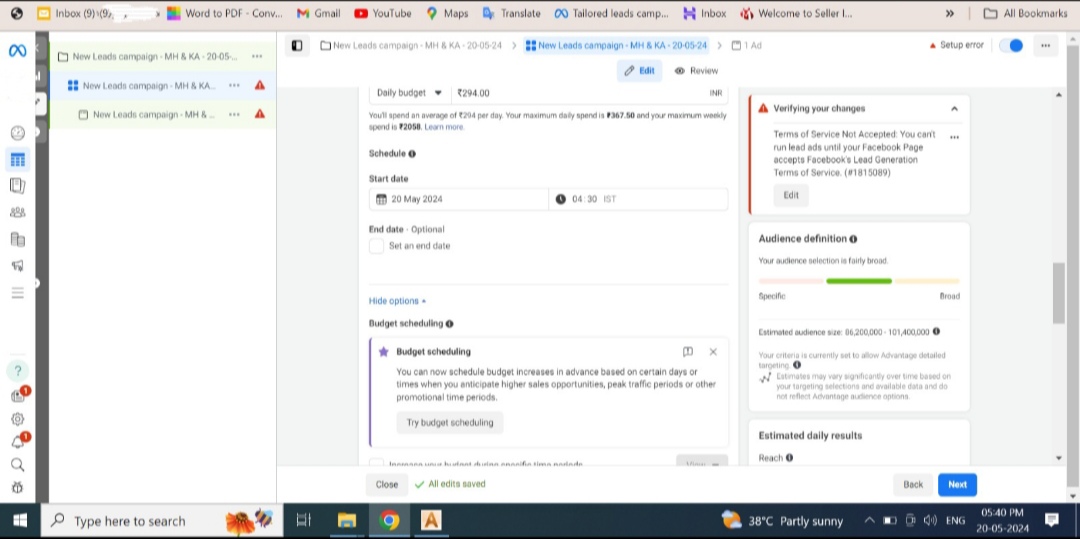 Inbox (9) (9)
Word to PDF - Conv...
Gmail
YouTube
Maps
Translate
Tailored leads camp...
Inbox
Welcome to Seller I...
»
All Bookmarks
New Leads campaign - MH & KA - 20-05-...
New Leads campaign - MH & KA...
New Leads campaign - MH & ...
New Leads campaign - MH & KA - 20-05-24 > New Leads campaign - MH & KA - 20-05-24 > 1 Ad
Setup error
Edit
Review
Daily budget
₹294.00
INR
You'll spend an average of ₹294 per day. Your maximum daily spend is ₹367.50 and your maximum weekly
spend is ₹2058. Learn more.
Schedule
Start date
20 May 2024
04:30 IST
End date - Optional
Set an end date
Hide options
Budget scheduling
Budget scheduling
You can now schedule budget increases in advance based on certain days or
times when you anticipate higher sales opportunities, peak traffic periods or other
promotional time periods.
Try budget scheduling
Increase your budget during specific time periods
View
Verifying your changes
Terms of Service Not Accepted: You can't
run lead ads until your Facebook Page
accepts Facebook's Lead Generation
Terms of Service. (#1815089)
Edit
Audience definition
Your audience selection is fairly broad.
Specific
Broad
Estimated audience size: 86,200,000 - 101,400,000
Your criteria is currently set to allow Advantage detailed
targeting.
Estimates may vary significantly over time based on
your targeting selections and available data and do
not reflect Advantage audience options.
Estimated daily results
Reach
Close
All edits saved
Back
Next
?
1
1
Type here to search
A
38°C Partly sunny
ENG
05:40 PM
20-05-2024